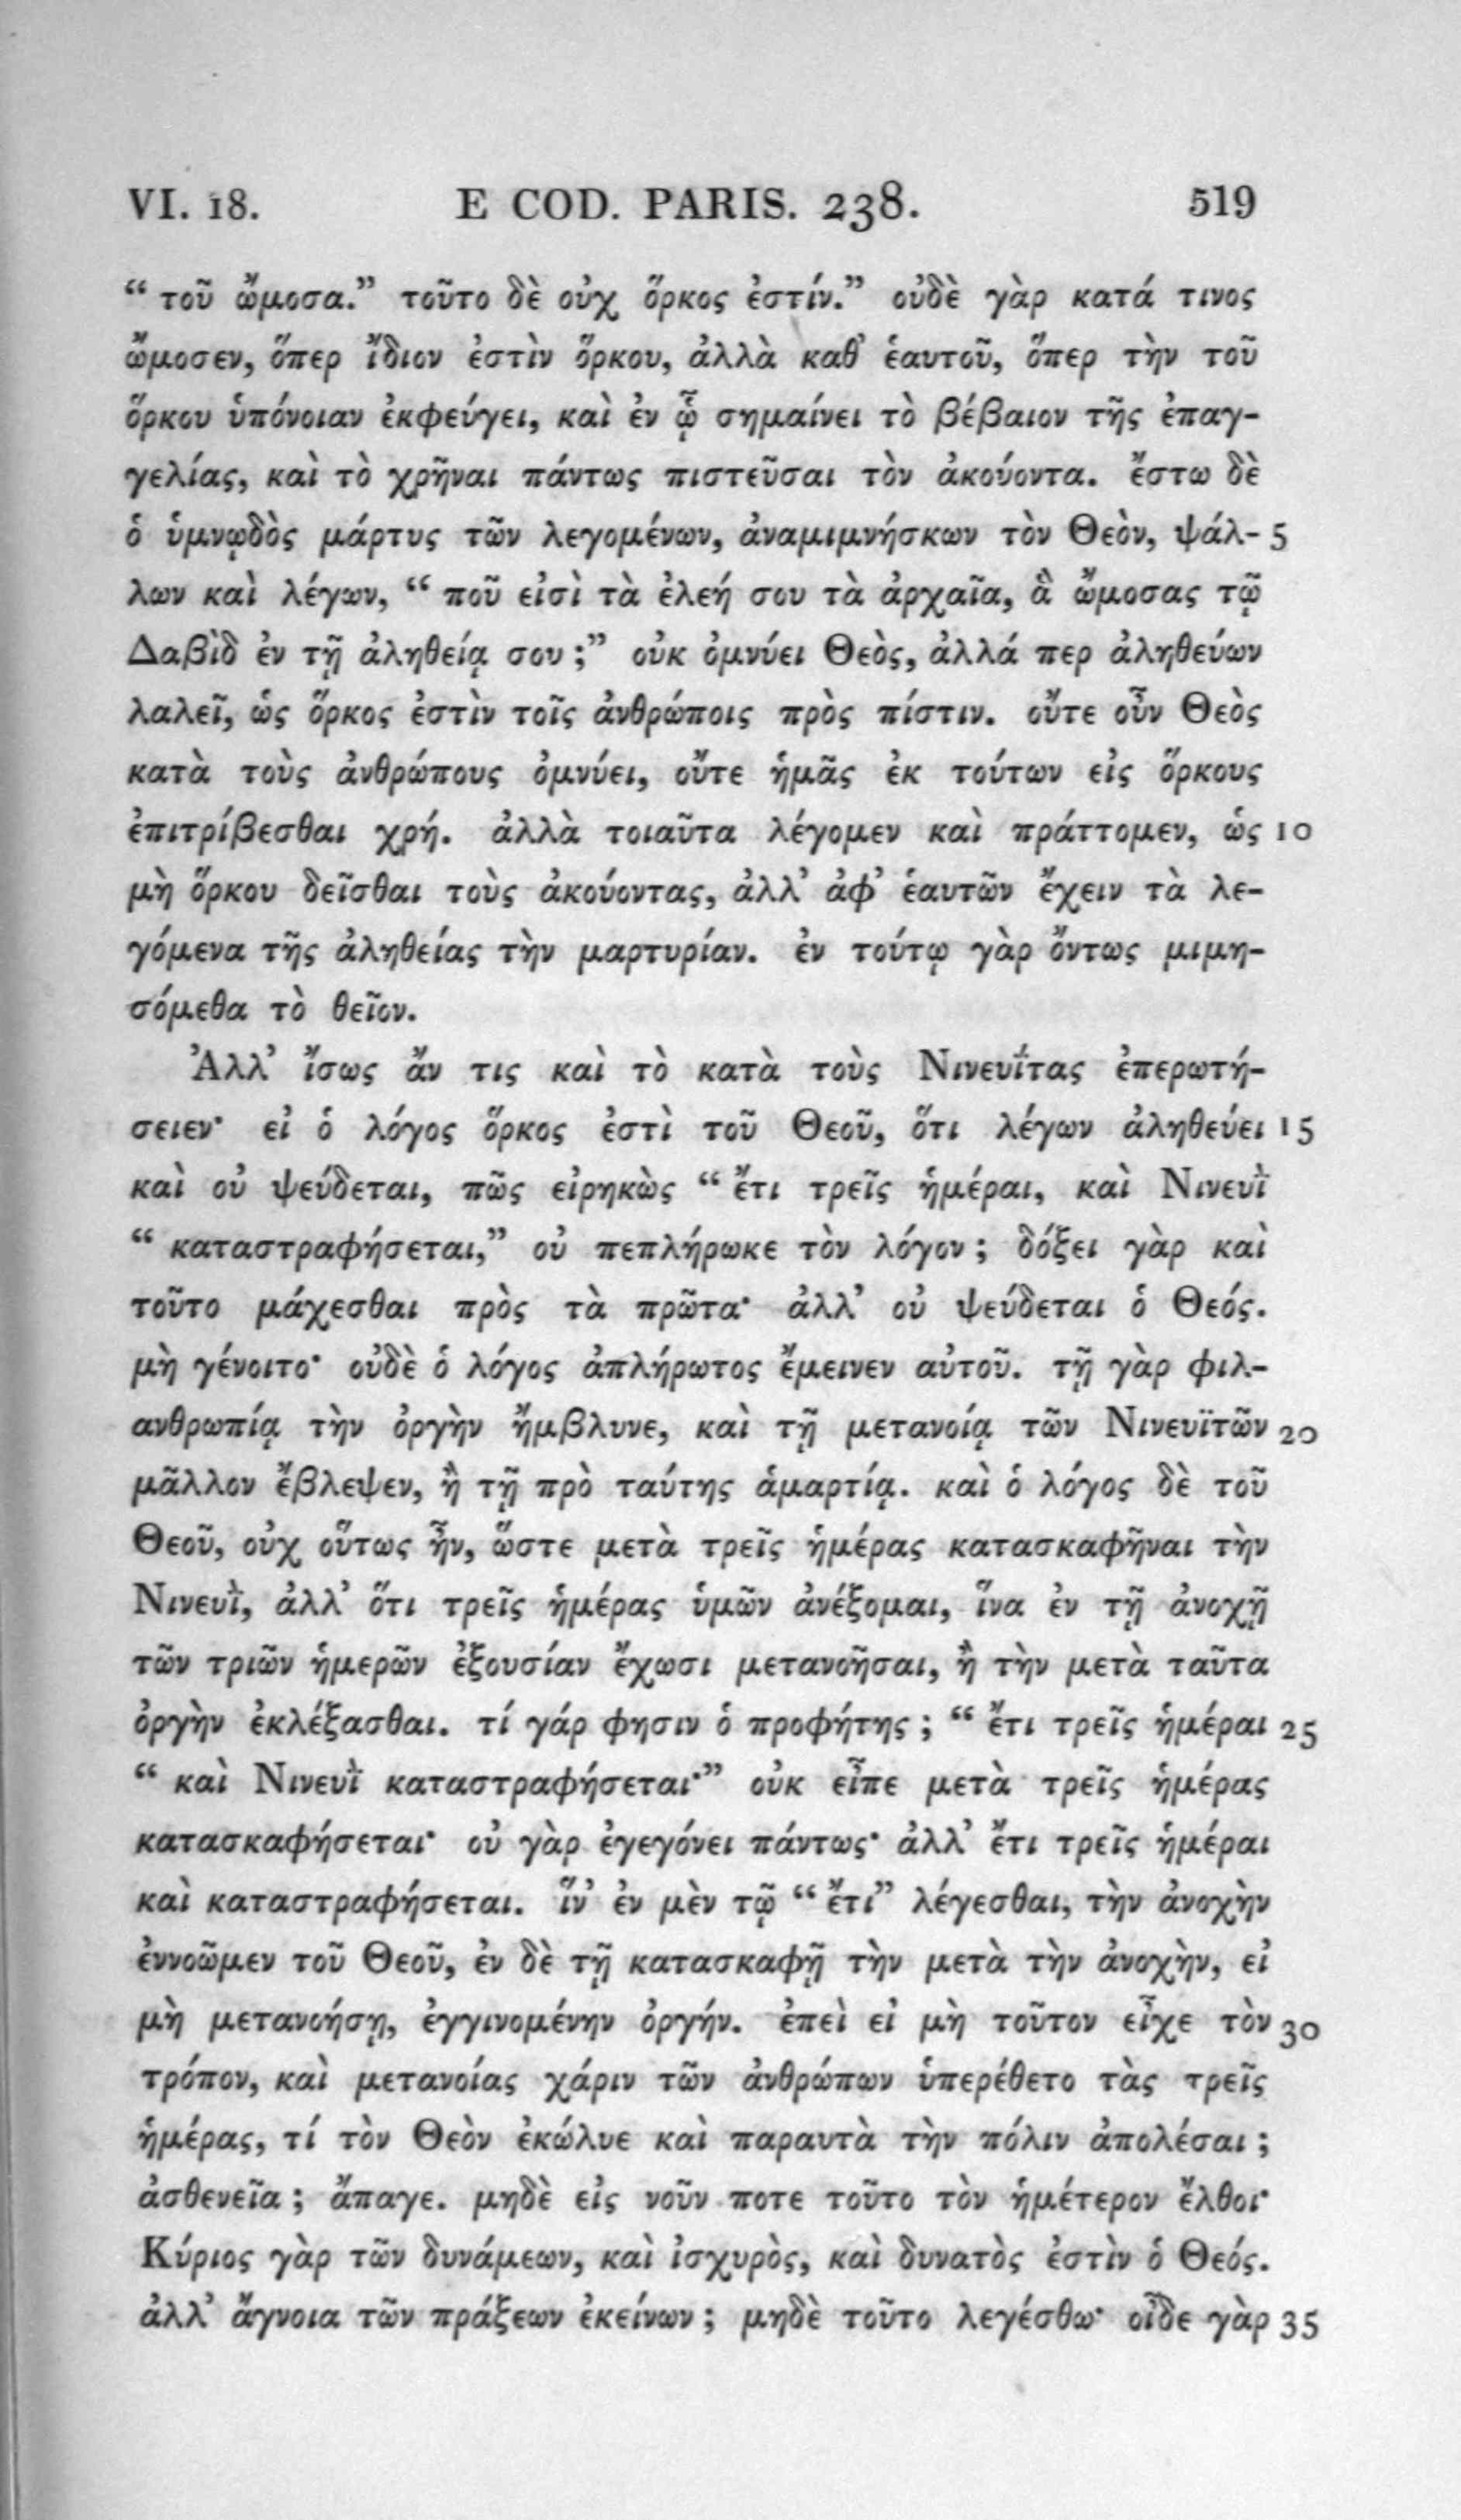 VI. 18. E COD. PARIS. 238. 519
“ τοῦ ὤμοσα.” τοῦτο δὲ οὐχ ὅρκος ἐστίν.” οὐδὲ γὰρ κατά τινος
ὤμοσεν, ὅπερ ἴδιον ἐστὶν ὅρκου, ἀλλὰ καθ᾽ ἑαυτοῦ, ὅπερ τὴν τοῦ
ὅρκου ὑπόνοιαν ἐκφεύγει, καὶ ἐν ᾧ σημαίνει τὸ βέβαιον τῆς ἐπαγ-
γελίας, καὶ τὸ χρῆναι πάντως πιστεῦσαι τὸν ἀκούοντα. ἔστω δὲ
ὁ ὑμνῳδὸς μάρτυς τῶν λεγομένων, ἀναμιμνήσκων τὸν Θεὸν, ψάλ- 5
λων καὶ λέγων, “ ποῦ εἰσὶ τὰ ἐλεή σου τὰ ἀρχαῖα, ἃ ὤμοσας τῷ
Δαβὶδ ἐν τῇ ἀληθείᾳ σου ;” οὐκ ὀμνύει Θεὸς, ἀλλά περ ἀληθεύων
λαλεῖ, ὡς ὅρκος ἐστὶν τοῖς ἀνθρώποις πρὸς πίστιν. οὔτε οὖν Θεὸς
κατὰ τοὺς ἀνθρώπους ὀμνύει, οὔτε ἡμᾶς ἐκ τούτων εἰς ὅρκους
ἐπιτρίβεσθαι χρή. ἀλλὰ τοιαῦτα λέγομεν καὶ πράττομεν, ὡς 10
μὴ ὅρκου δεῖσθαι τοὺς ἀκούοντας, ἀλλ᾽ ἀφ᾽ ἑαυτῶν ἔχειν τὰ λε-
γόμενα τῆς ἀληθείας τὴν μαρτυρίαν. ἐν τούτῳ γὰρ ὄντως μιμη-
σόμεθα τὸ θεῖον.
Ἀλλ᾽ ἴσως ἄν τις καὶ τὸ κατὰ τοὺς Νινευΐτας ἐπερωτή-
σειεν· εἰ ὁ λόγος ὅρκος ἐστὶ τοῦ Θεοῦ, ὅτι λέγων ἀληθεύει 15
καὶ οὐ ψεύδεται, πῶς εἰρηκὼς “ ἔτι τρεῖς ἡμέραι, καὶ Νινευῒ
“ καταστραφήσεται,” οὐ πεπλήρωκε τὸν λόγον ; δόξει γὰρ καὶ
τοῦτο μάχεσθαι πρὸς τὰ πρῶτα· ἀλλ᾽ οὐ ψεύδεται ὁ Θεός.
μὴ γένοιτο· οὐδὲ ὁ λόγος ἀπλήρωτος ἔμεινεν αὐτοῦ. τῇ γὰρ φιλ-
ανθρωπίᾳ τὴν ὀργὴν ἤμβλυνε, καὶ τῇ μετανοίᾳ τῶν Νινευϊτῶν 20
μᾶλλον ἔβλεψεν, ἢ τῇ πρὸ ταύτης ἁμαρτίᾳ. καὶ ὁ λόγος δὲ τοῦ
Θεοῦ, οὐχ οὕτως ἦν, ὥστε μετὰ τρεῖς ἡμέρας κατασκαφῆναι τὴν
Νινευῒ, ἀλλ᾽ ὅτι τρεῖς ἡμέρας ὑμῶν ἀνέξομαι, ἵνα ἐν τῇ ἀνοχῇ
τῶν τριῶν ἡμερῶν ἐξουσίαν ἔχωσι μετανοῆσαι, ἢ τὴν μετὰ ταῦτα
ὀργὴν ἐκλέξασθαι. τί γάρ φησιν ὁ προφήτης ; “ ἔτι τρεῖς ἡμέραι 25
“ καὶ Νινευῒ καταστραφήσεται·” οὐκ εἶπε μετὰ τρεῖς ἡμέρας
κατασκαφήσεται· οὐ γὰρ ἐγεγόνει πάντως· ἀλλ᾽ ἔτι τρεῖς ἡμέραι
καὶ καταστραφήσεται. ἵν᾽ ἐν μὲν τῷ “ ἔτι” λέγεσθαι, τὴν ἀνοχὴν
ἐννοῶμεν τοῦ Θεοῦ, ἐν δὲ τῇ κατασκαφῇ τὴν μετὰ τὴν ἀνοχὴν, εἰ
μὴ μετανοήσῃ, ἐγγινομένην ὀργήν. ἐπεὶ εἰ μὴ τοῦτον εἶχε τὸν 30
τρόπον, καὶ μετανοίας χάριν τῶν ἀνθρώπων ὑπερέθετο τὰς τρεῖς
ἡμέρας, τί τὸν Θεὸν ἐκώλυε καὶ παραυτὰ τὴν πόλιν ἀπολέσαι ;
ἀσθενεῖα ; ἄπαγε. μηδὲ εἰς νοῦν ποτε τοῦτο τὸν ἡμέτερον ἔλθοι·
Κύριος γὰρ τῶν δυνάμεων, καὶ ἰσχυρὸς, καὶ δυνατὸς ἐστὶν ὁ Θεός.
ἀλλ᾽ ἄγνοια τῶν πράξεων ἐκείνων ; μηδὲ τοῦτο λεγέσθω· οἶδε γὰρ 35